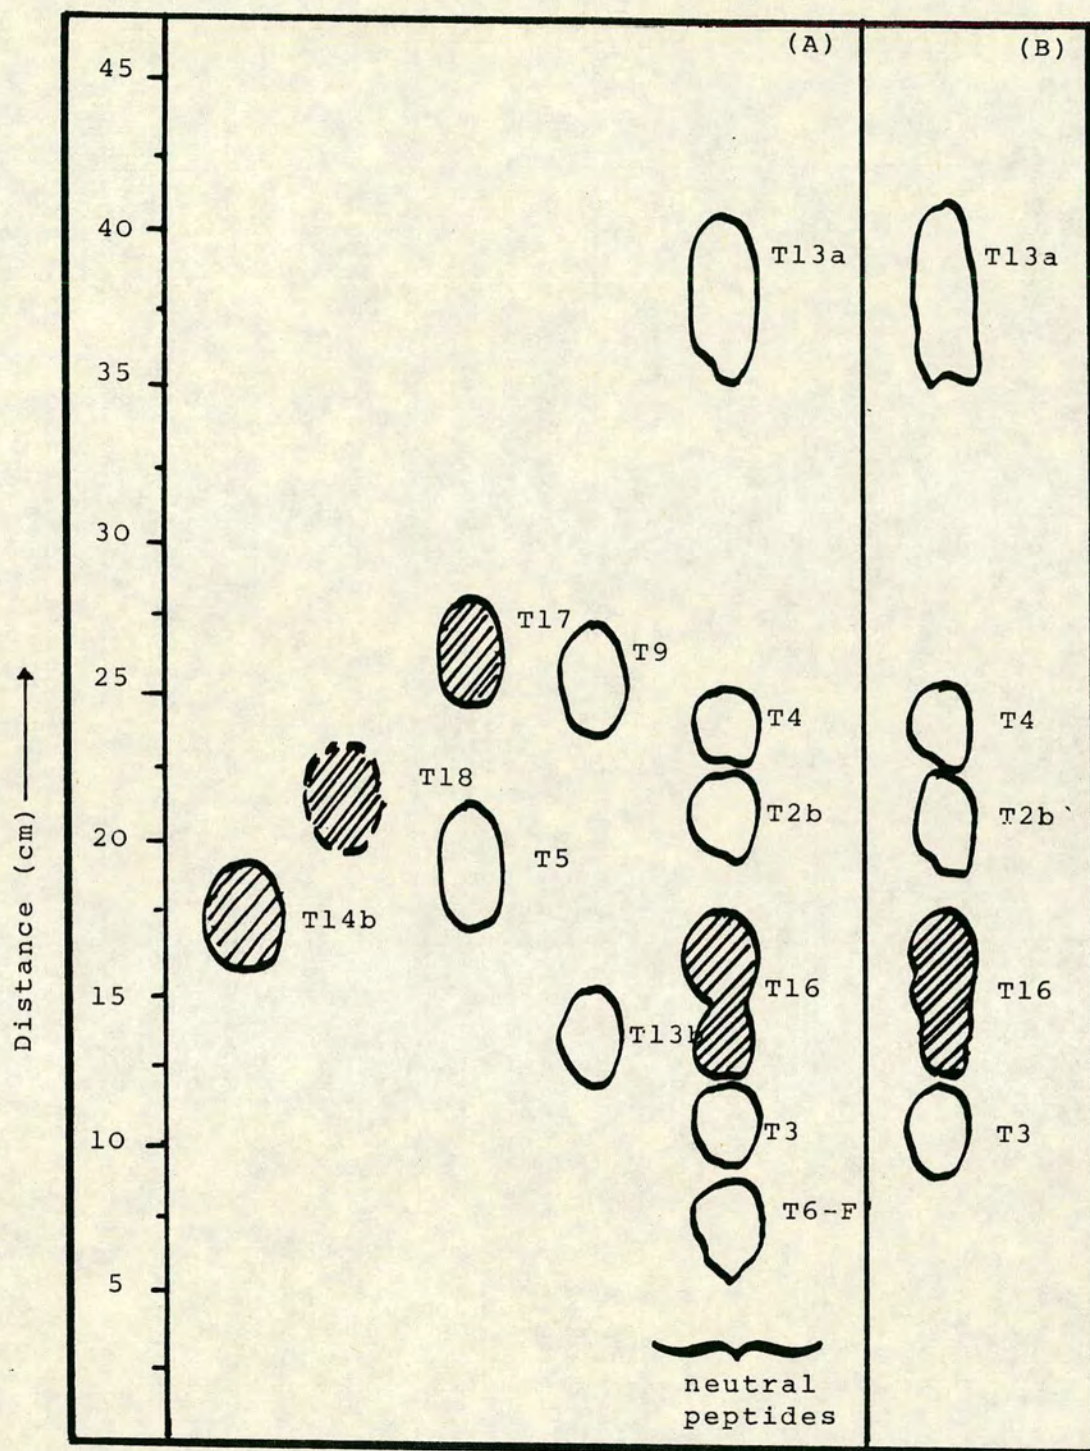 (A)
(B)
45
40
35
30
25
20
15
10
5
Distance (cm)
T13a
T13a
T17
T9
T4
T4
T18
T2b
T2b
T5
T14b
T16
T16
T13b
T3
T3
T6-F
neutral
peptides